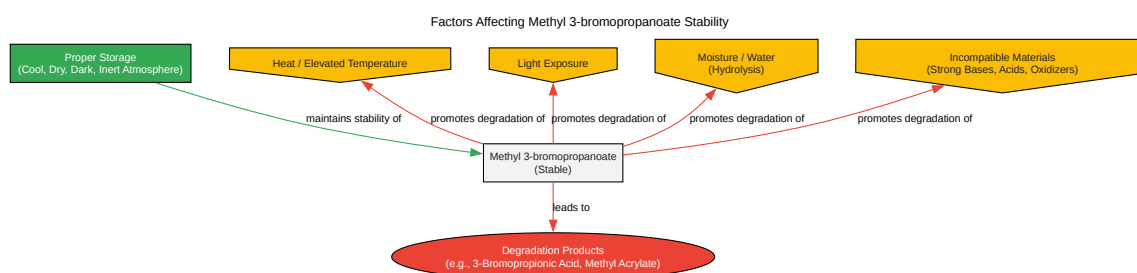 Factors Affecting Methyl 3-bromopropanoate Stability
Proper Storage
(Cool, Dry, Dark, Inert Atmosphere)
Heat / Elevated Temperature
Light Exposure
Moisture / Water
(Hydrolysis)
Incompatible Materials
(Strong Bases, Acids, Oxidizers)
maintains stability of
promotes degradation of
promotes degradation of
promotes degradation of
promotes degradation of
Methyl 3-bromopropanoate
(Stable)
leads to
Degradation Products
(e.g., 3-Bromopropionic Acid, Methyl Acrylate)